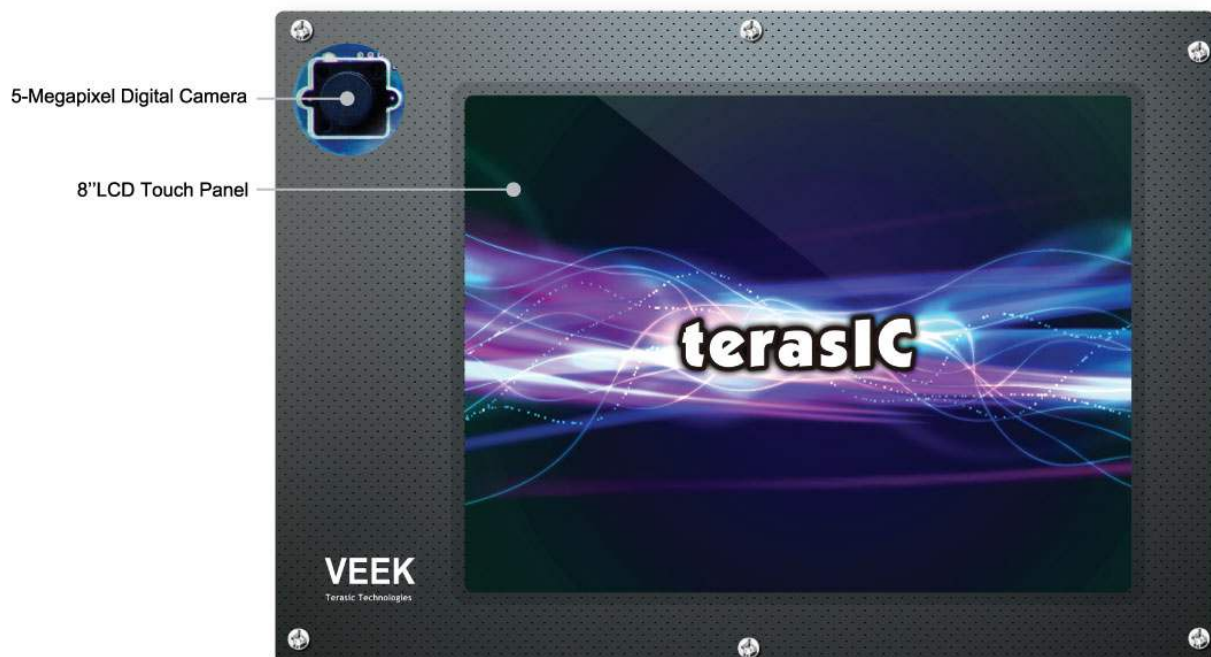 5-Megapixel Digital Camera
8’’LCD Touch Panel
terasIC
VEEK
Terasic Technologies